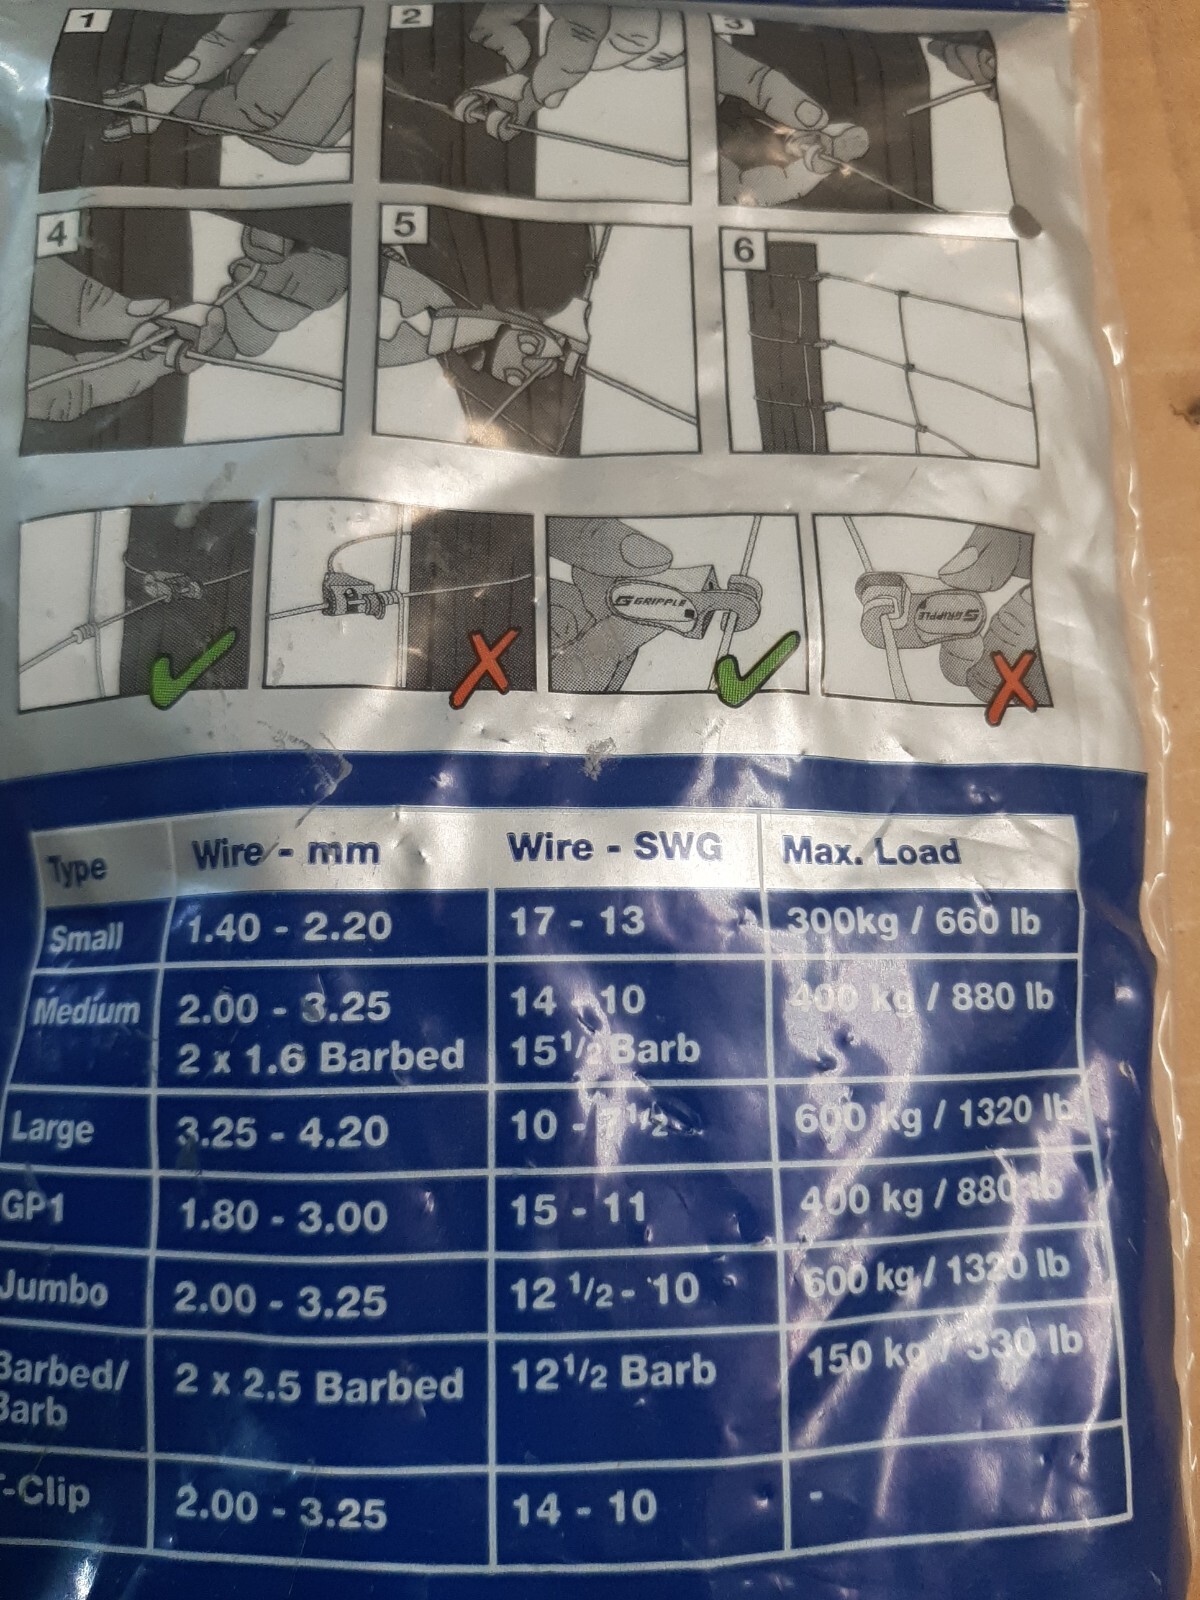 1
2
3
4
5
6
GRIPPLE
GRIPPLE
Type Wire - mm Wire - SWG Max. Load
Small 1.40 - 2.20 17 - 13 300kg / 660 lb
Medium 2.00 - 3.25 14 - 10 400 kg / 880 lb
2 x 1.6 Barbed 15 1/2 Barb
Large 3.25 - 4.20 10 - 7 1/2 600 kg / 1320 lb
GP1 1.80 - 3.00 15 - 11 400 kg / 880 lb
Jumbo 2.00 - 3.25 12 1/2 - 10 600 kg / 1320 lb
Barbed/ 2 x 2.5 Barbed 12 1/2 Barb 150 kg / 330 lb
Barb
-Clip 2.00 - 3.25 14 - 10 -